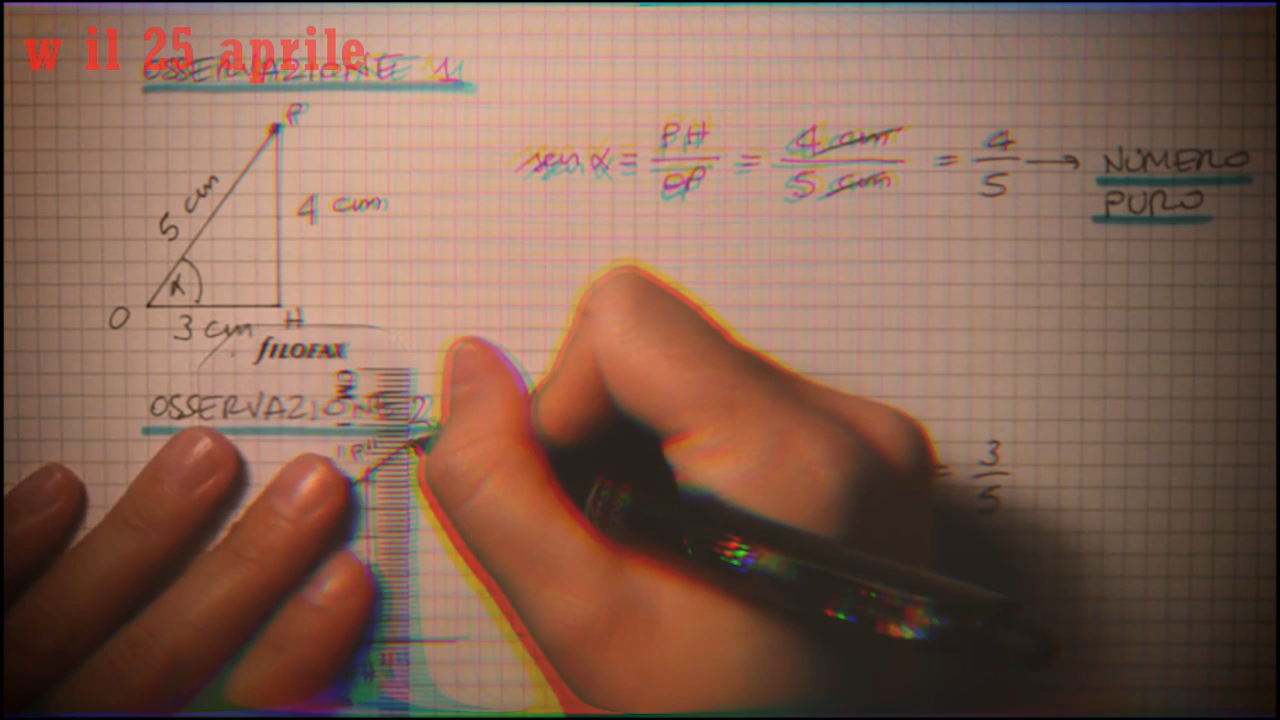 w il 25 aprile
OSSERVAZIONE 1
P
5 cm
4 cm
α
O
3 cm
H
sen α ≡ PH/OP ≡ 4 cm/5 cm = 4/5 → NUMERO PURO
filofax
CM
OSSERVAZIONE 2
P"
= 3/5